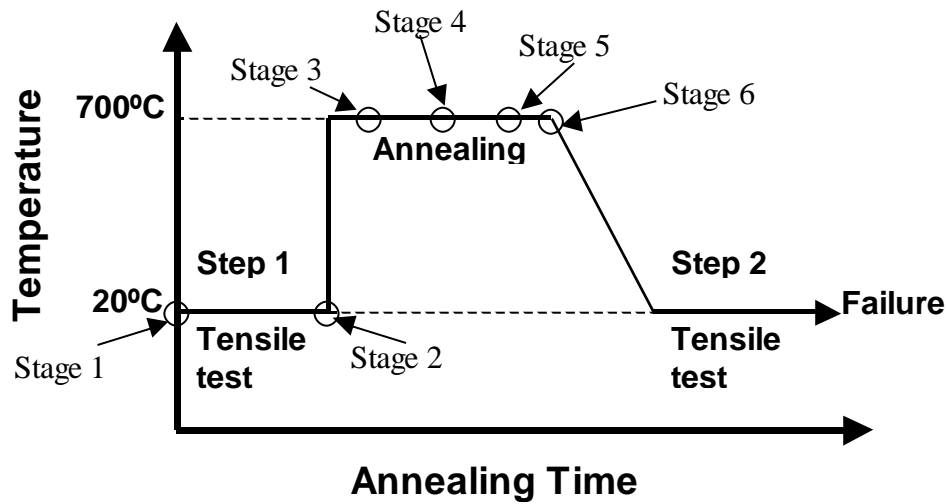 Stage 4
Stage 3
Stage 5
Stage 6
700ºC
Annealing
Temperature
Step 1
Step 2
20ºC
Failure
Stage 1
Tensile
test
Stage 2
Tensile
test
Annealing Time